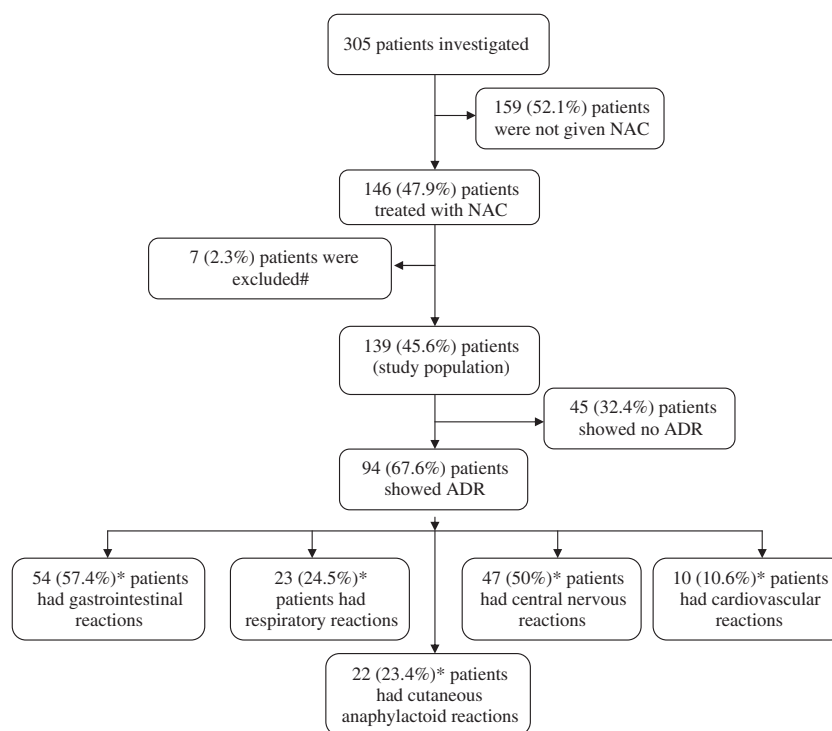 305 patients investigated
159 (52.1%) patients
were not given NAC
146 (47.9%) patients
treated with NAC
7 (2.3%) patients were
excluded#
139 (45.6%) patients
(study population)
45 (32.4%) patients
showed no ADR
94 (67.6%) patients
showed ADR
54 (57.4%)* patients
had gastrointestinal
reactions
23 (24.5%)*
patients had
respiratory reactions
47 (50%)* patients
had central nervous
reactions
10 (10.6%)* patients
had cardiovascular
reactions
22 (23.4%)* patients
had cutaneous
anaphylactoid reactions